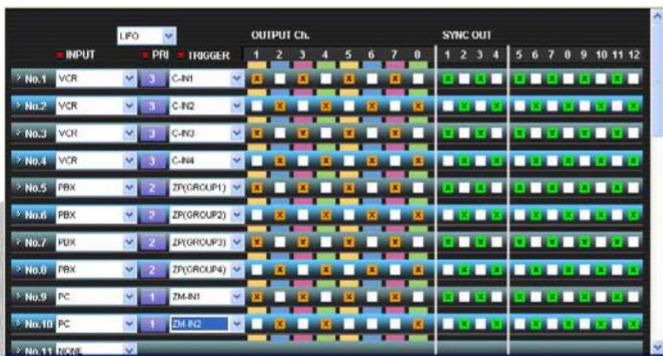 LIFO OUTPUT Ch. SYNC OUT
INPUT PRI TRIGGER 1 2 3 4 5 6 7 8 1 2 3 4 5 6 7 8 9 10 11 12
No.1 VCR 3 C-IN1
No.2 VCR 3 C-IN2
No.3 VCR 3 C-IN3
No.4 VCR 3 C-IN4
No.5 PBX 2 ZP(GROUP1)
No.6 PBX 2 ZP(GROUP2)
No.7 PBX 2 ZP(GROUP3)
No.8 PBX 2 ZP(GROUP4)
No.9 PC 1 ZM-IN1
No.10 PC 1 ZM-IN2
No.11 NONE